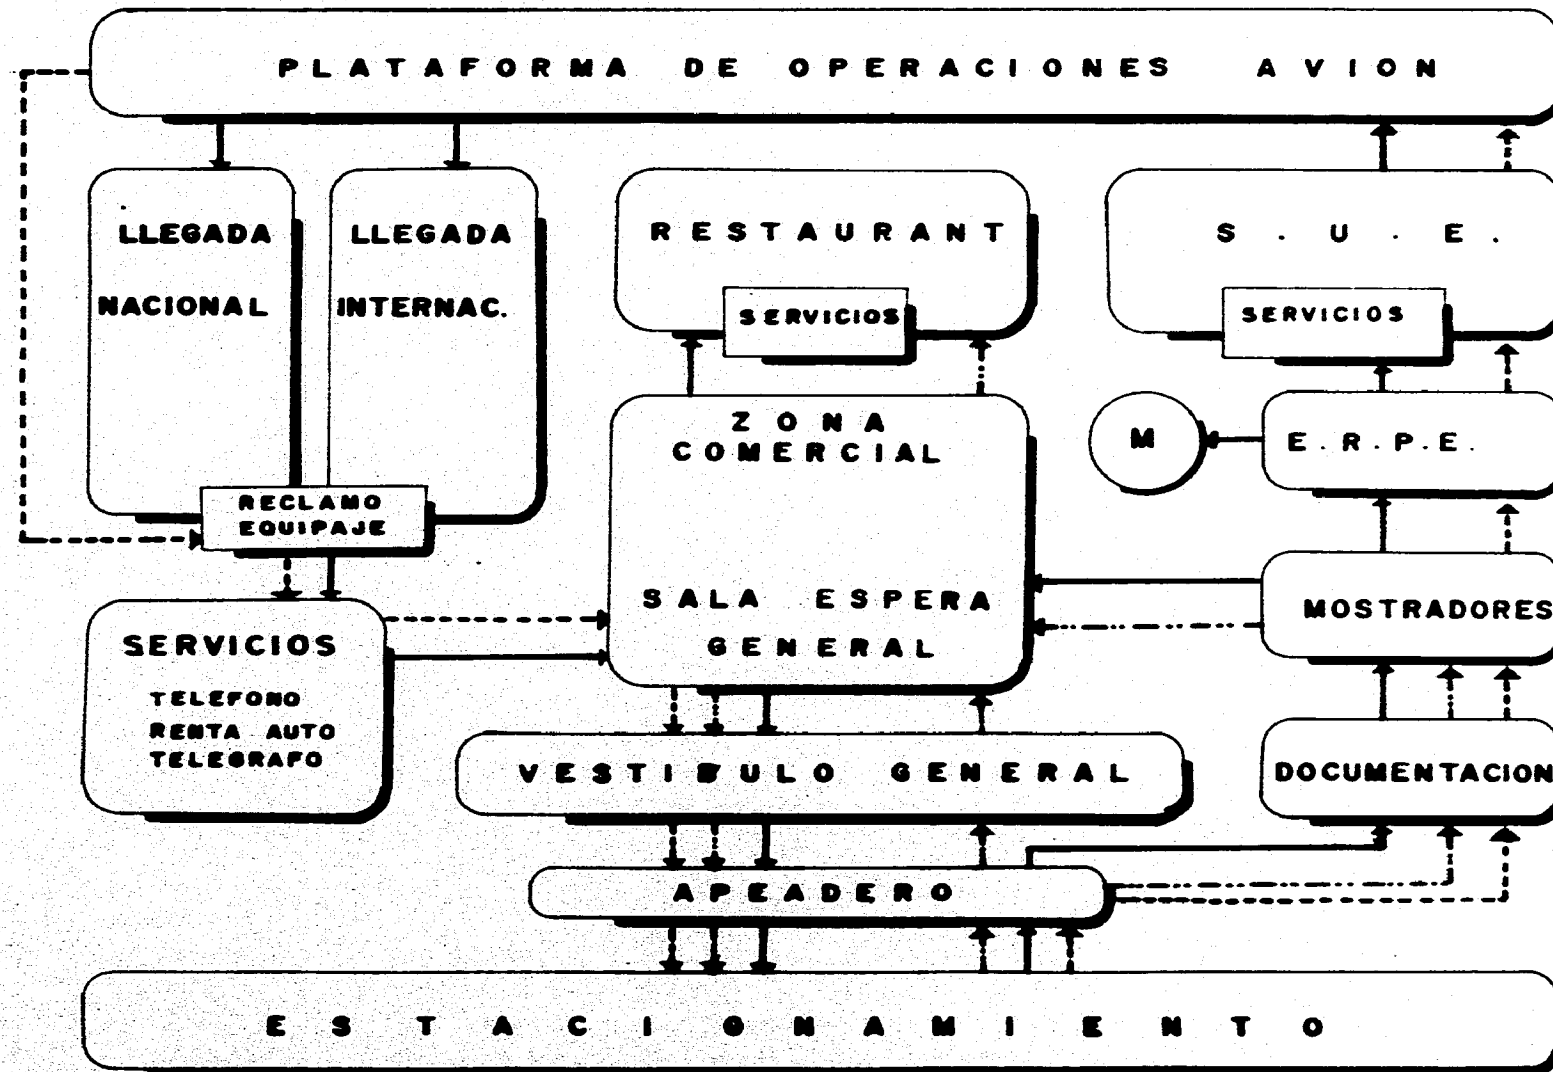 PLATAFORMA DE OPERACIONES AVION
LLEGADA
NACIONAL
LLEGADA
INTERNAC.
RECLAMO
EQUIPAJE
RESTAURANT
SERVICIOS
S.U.E.
SERVICIOS
ZONA
COMERCIAL
SALA ESPERA
GENERAL
M
E.R.P.E.
MOSTRADORES
SERVICIOS
TELEFONO
RENTA AUTO
TELEGRAFO
VESTIBULO GENERAL
DOCUMENTACION
APEADERO
ESTACIONAMIENTO